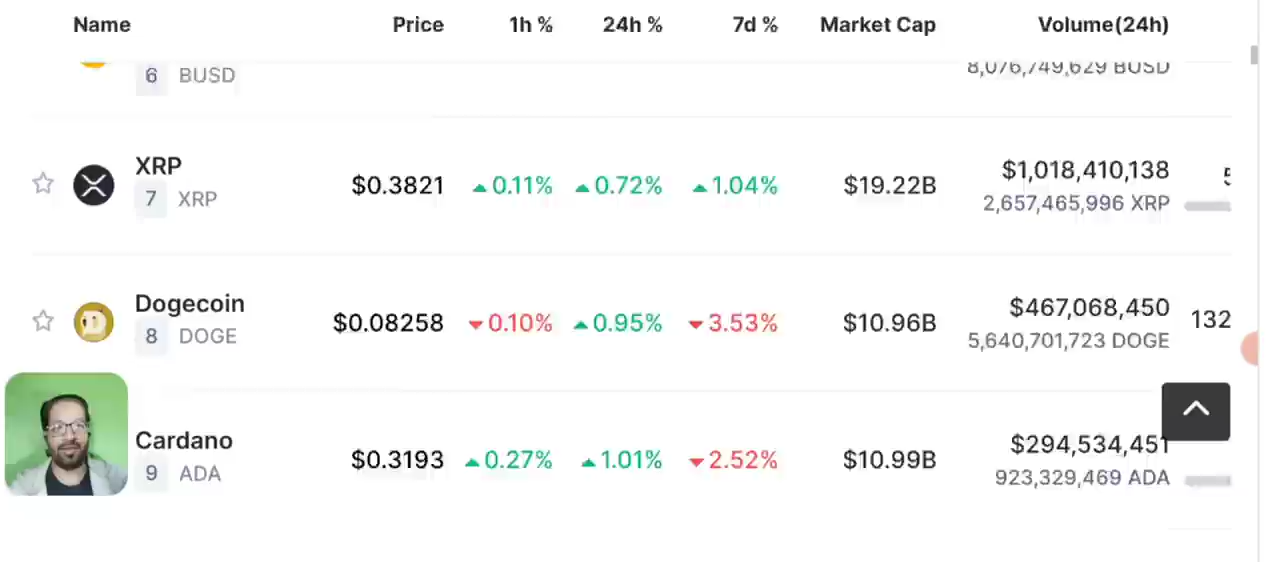 Name Price 1h % 24h % 7d % Market Cap Volume(24h)
6 BUSD 8,076,749,629 BUSD
XRP
$0.3821 0.11% 0.72% 1.04% $19.22B $1,018,410,138
7 XRP 2,657,465,996 XRP
Dogecoin
$0.08258 0.10% 0.95% 3.53% $10.96B $467,068,450 132
8 DOGE 5,640,701,723 DOGE
Cardano
$0.3193 0.27% 1.01% 2.52% $10.99B $294,534,451
9 ADA 923,329,469 ADA